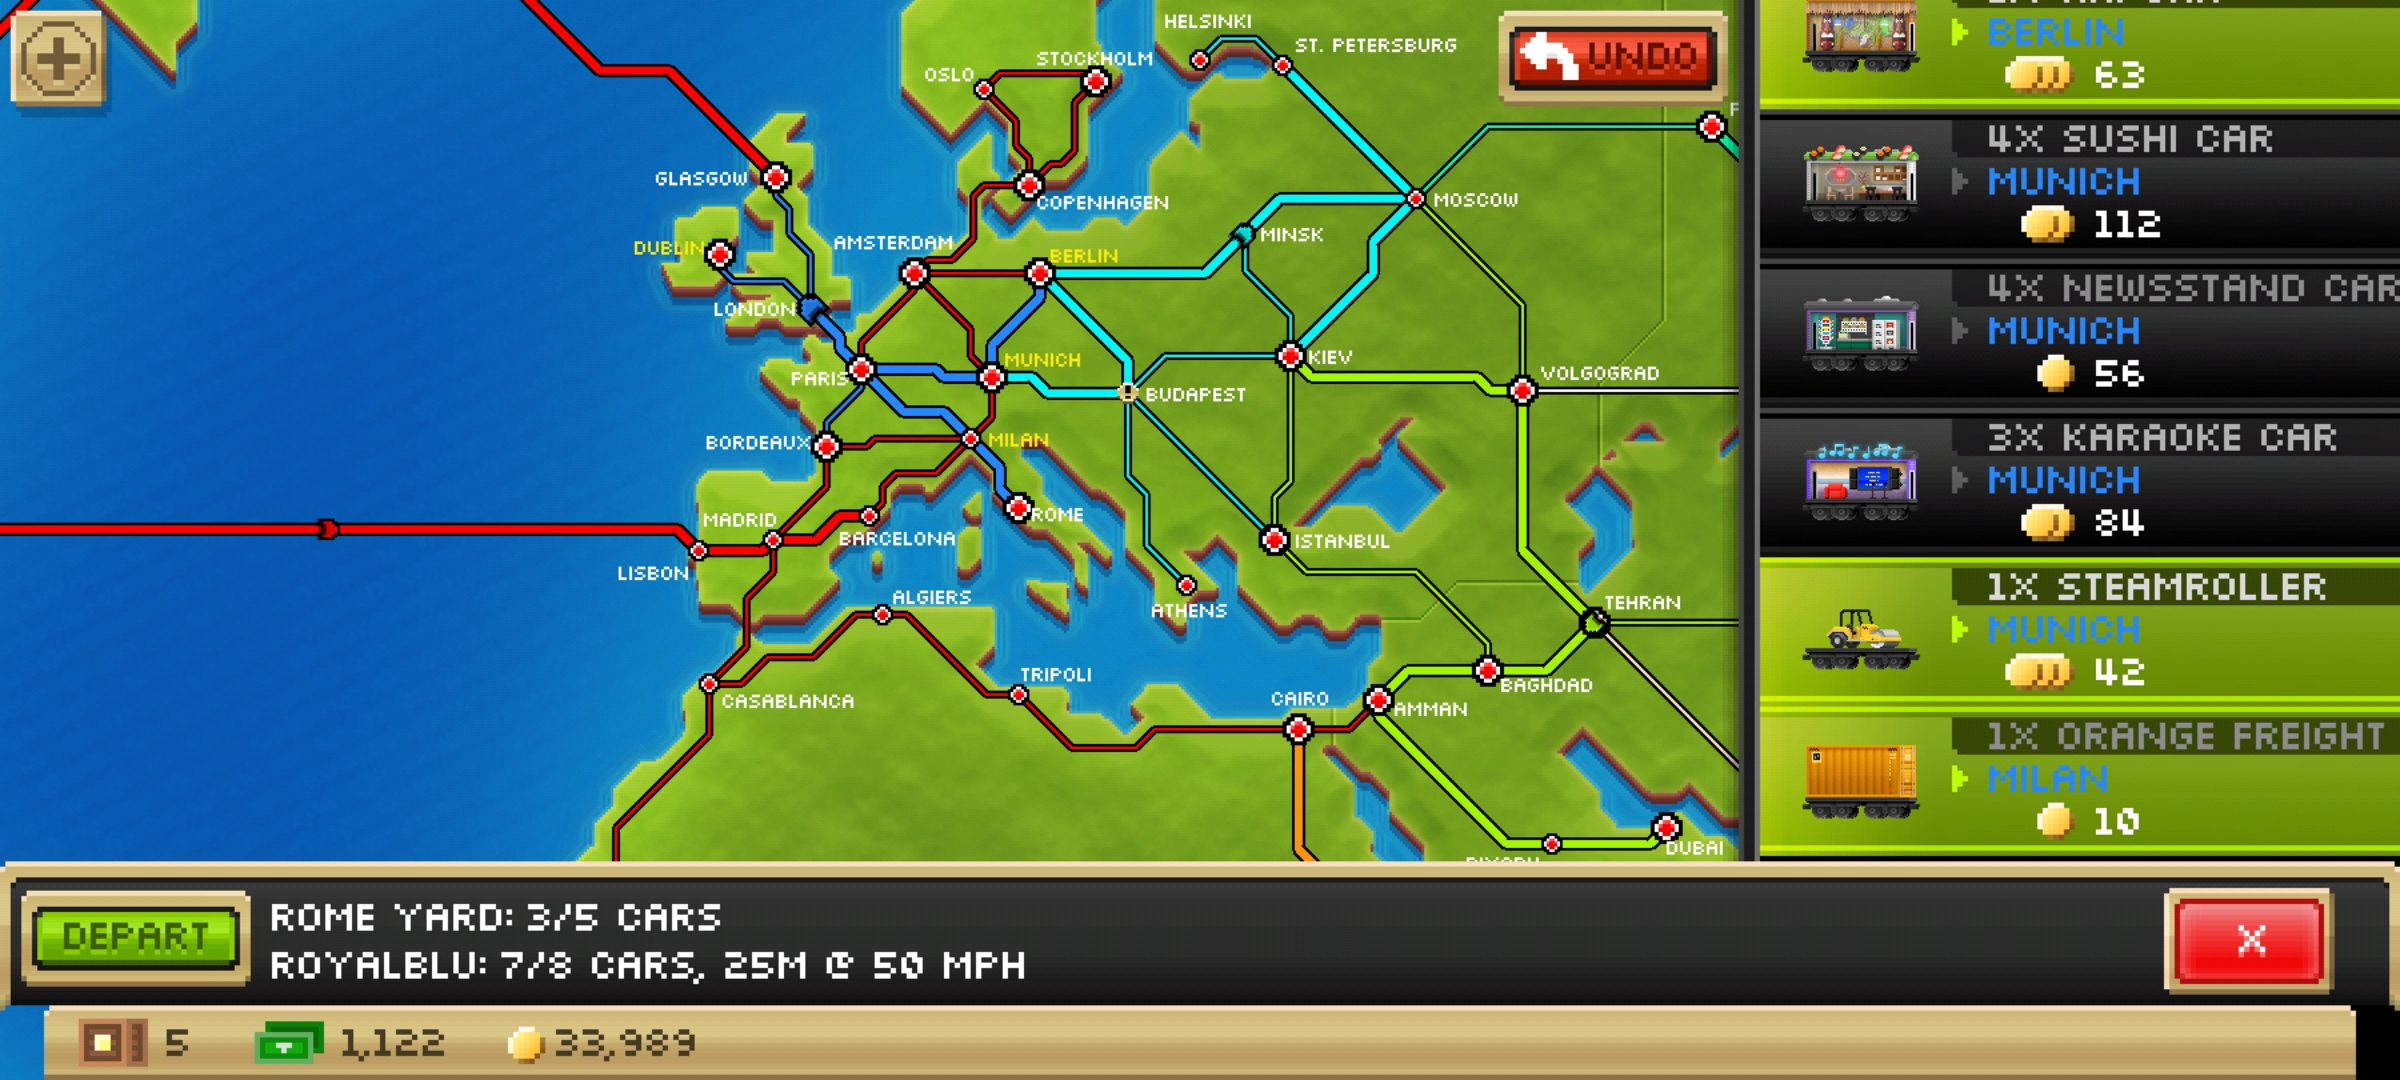 HELSINKI
ST. PETERSBURG
STOCKHOLM
OSLO
UNDO
GLASGOW
COPENHAGEN
MOSCOW
DUBLIN
AMSTERDAM
BERLIN
MINSK
LONDON
MUNICH
KIEV
PARIS
BUDAPEST
VOLGOGRAD
BORDEAUX
MILAN
MADRID
ROME
BARCELONA
ISTANBUL
LISBON
ALGIERS
ATHENS
TEHRAN
TRIPOLI
CASABLANCA
CAIRO
BAGHDAD
AMMAN
DUBAI
BERLIN
63
4X SUSHI CAR
MUNICH
112
4X NEWSSTAND CAR
MUNICH
56
3X KARAOKE CAR
MUNICH
84
1X STEAMROLLER
MUNICH
42
1X ORANGE FREIGHT
MILAN
10
DEPART
ROME YARD: 3/5 CARS
ROYALBLU: 7/8 CARS, 25M @ 50 MPH
X
5
1,122
33,989